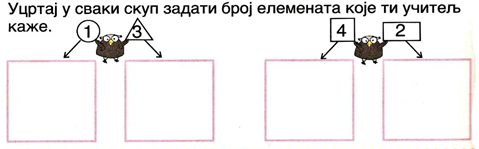 Уцртај у сваки скуп задати број елемената које ти учитељ
каже.
1 3 4 2